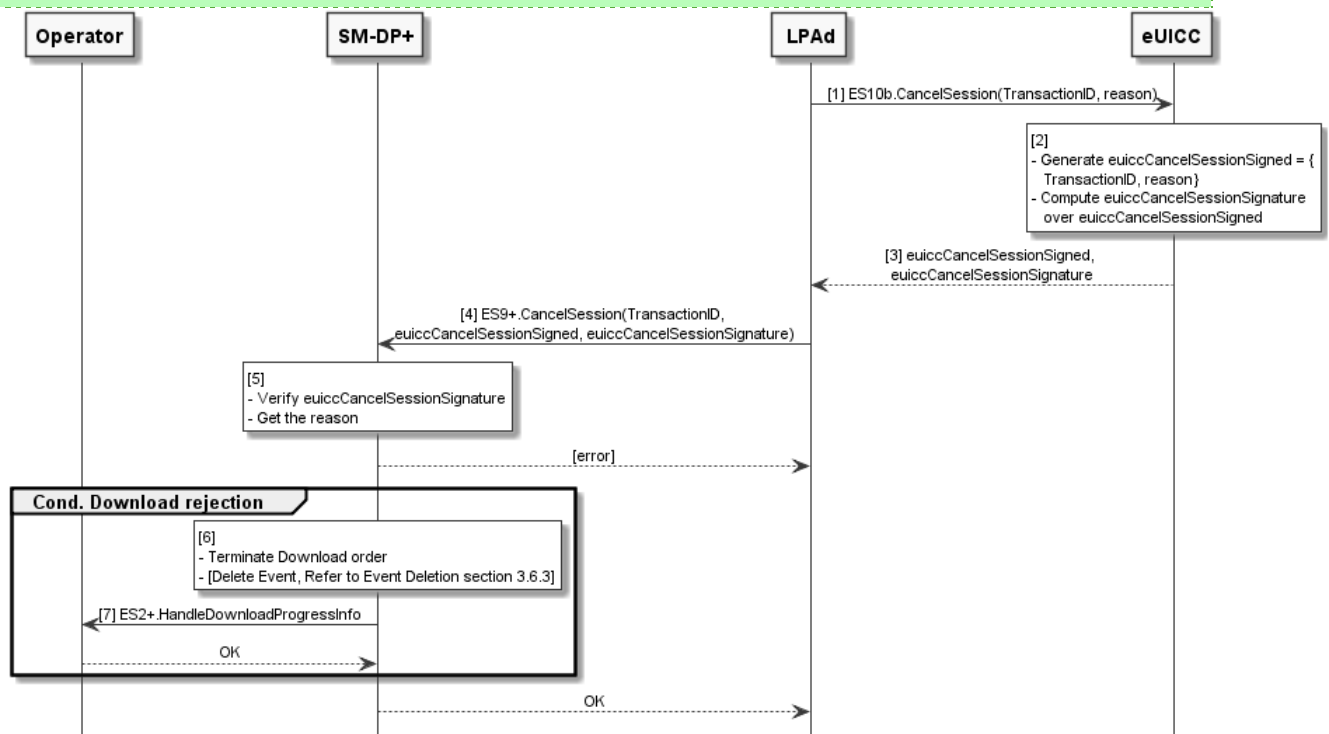 Operator
SM-DP+
LPAd
eUICC
[1] ES10b.CancelSession(TransactionID, reason)
[2]
- Generate euiccCancelSessionSigned = {
TransactionID, reason}
- Compute euiccCancelSessionSignature
over euiccCancelSessionSigned
[3] euiccCancelSessionSigned,
euiccCancelSessionSignature
[4] ES9+.CancelSession(TransactionID,
euiccCancelSessionSigned, euiccCancelSessionSignature)
[5]
- Verify euiccCancelSessionSignature
- Get the reason
[error]
Cond. Download rejection
[6]
- Terminate Download order
- [Delete Event, Refer to Event Deletion section 3.6.3]
[7] ES2+.HandleDownloadProgressInfo
OK
OK